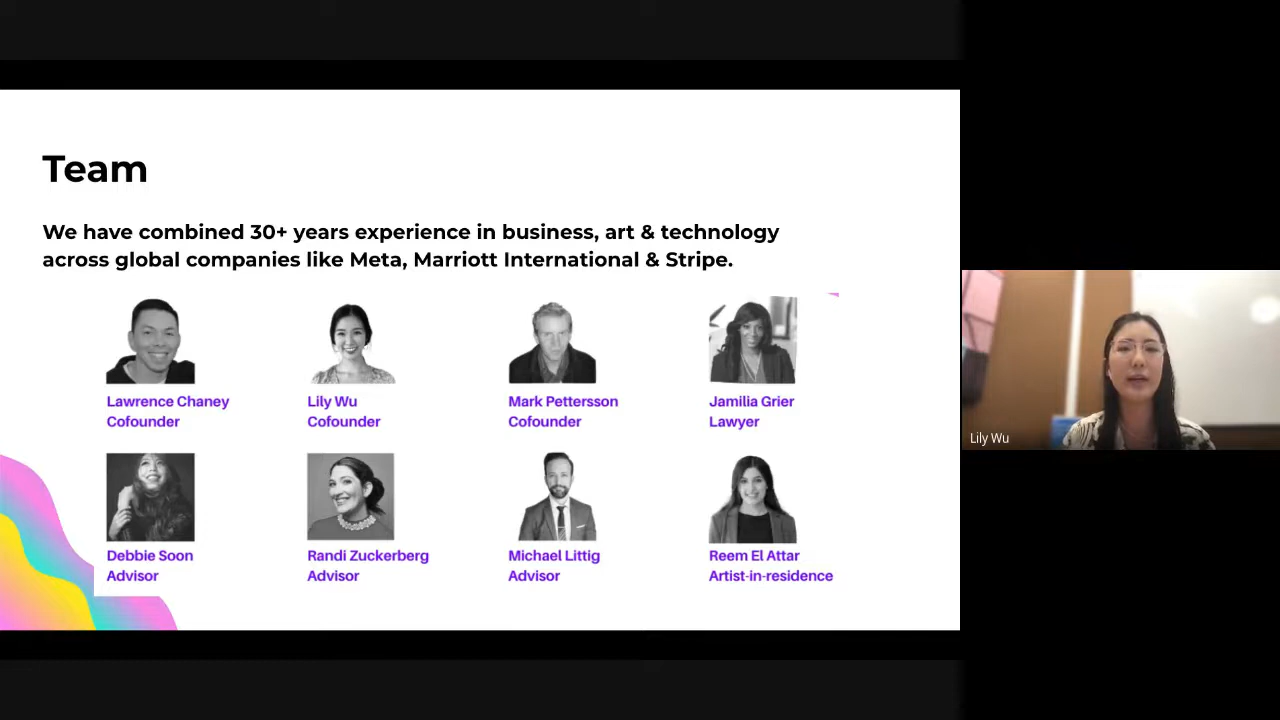 Team
We have combined 30+ years experience in business, art & technology
across global companies like Meta, Marriott International & Stripe.
Lawrence Chaney
Cofounder
Lily Wu
Cofounder
Mark Pettersson
Cofounder
Jamilia Grier
Lawyer
Debbie Soon
Advisor
Randi Zuckerberg
Advisor
Michael Littig
Advisor
Reem El Attar
Artist-in-residence
Lily Wu